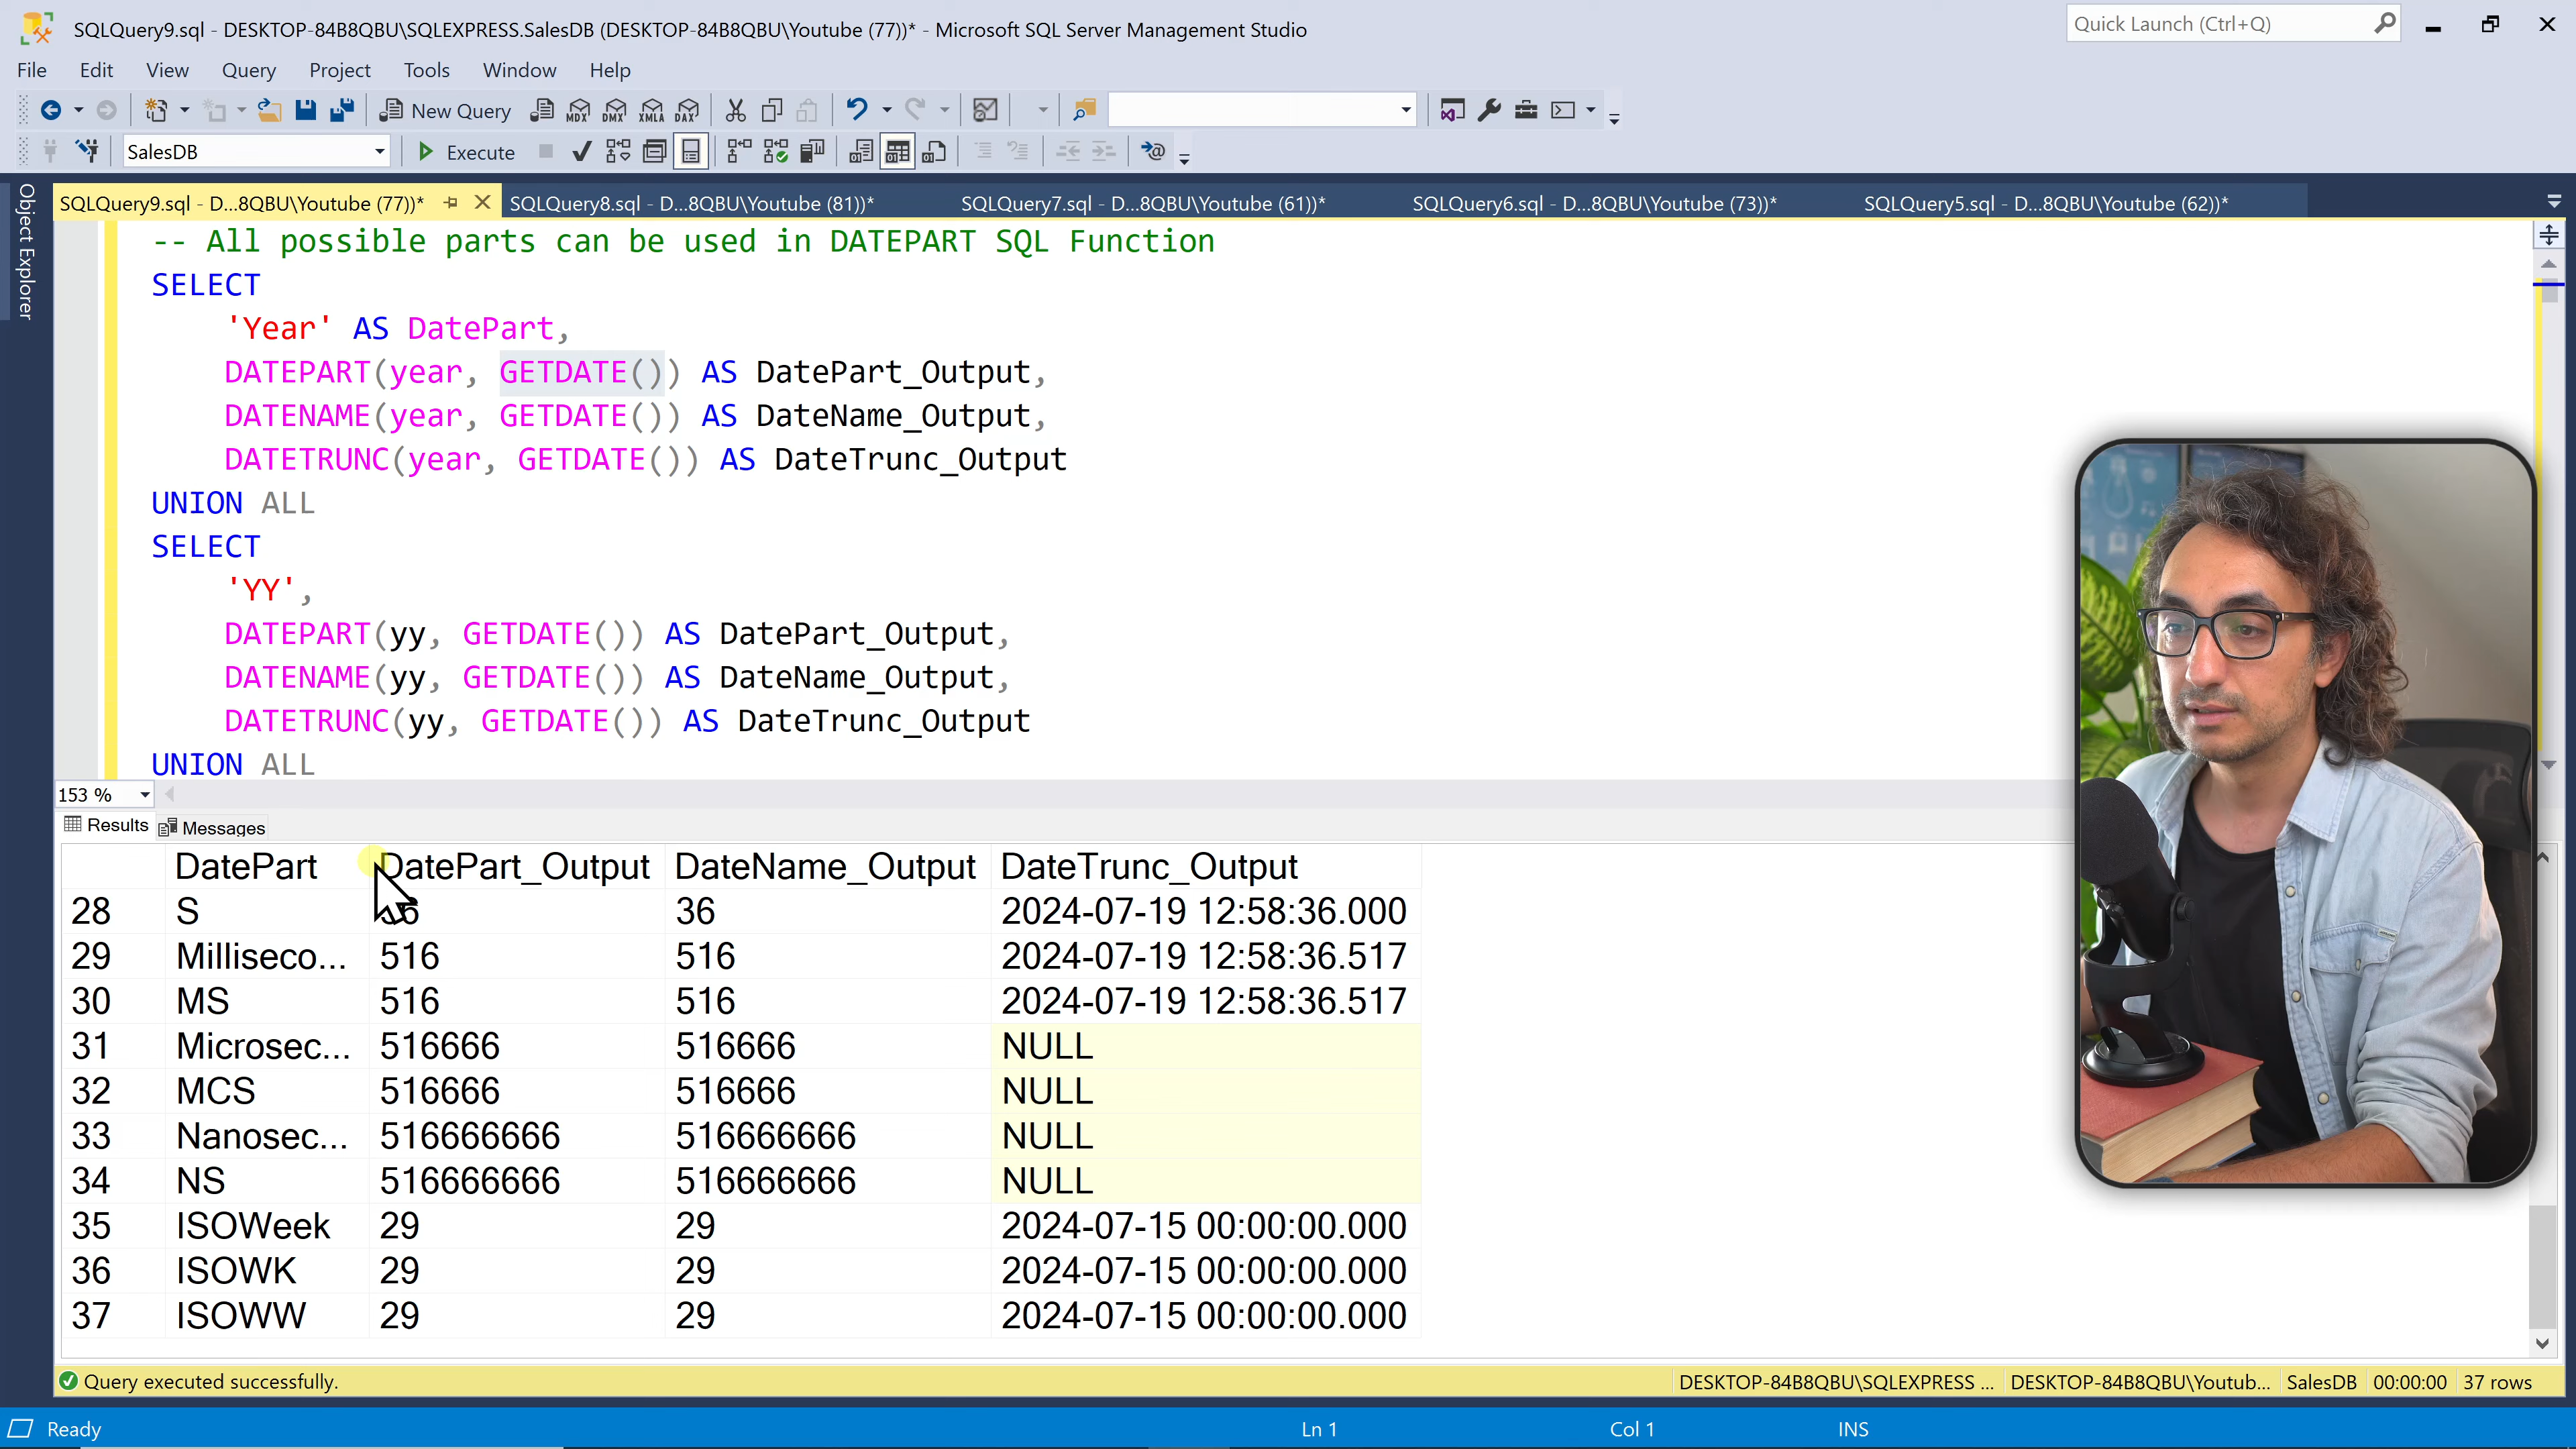 SQLQuery9.sql - DESKTOP-84B8QBU\SQLEXPRESS.SalesDB (DESKTOP-84B8QBU\Youtube (77))* - Microsoft SQL Server Management Studio
Quick Launch (Ctrl+Q)
File Edit View Query Project Tools Window Help
New Query MDX DMX XMLA DAX
SalesDB Execute
Object Explorer
SQLQuery9.sql - D...8QBU\Youtube (77))* SQLQuery8.sql - D...8QBU\Youtube (81))* SQLQuery7.sql - D...8QBU\Youtube (61))* SQLQuery6.sql - D...8QBU\Youtube (73))* SQLQuery5.sql - D...8QBU\Youtube (62))*
-- All possible parts can be used in DATEPART SQL Function
SELECT
'Year' AS DatePart,
DATEPART(year, GETDATE()) AS DatePart_Output,
DATENAME(year, GETDATE()) AS DateName_Output,
DATETRUNC(year, GETDATE()) AS DateTrunc_Output
UNION ALL
SELECT
'YY',
DATEPART(yy, GETDATE()) AS DatePart_Output,
DATENAME(yy, GETDATE()) AS DateName_Output,
DATETRUNC(yy, GETDATE()) AS DateTrunc_Output
UNION ALL
153 %
Results Messages
DatePart DatePart_Output DateName_Output DateTrunc_Output
28 S 36 36 2024-07-19 12:58:36.000
29 Milliseco... 516 516 2024-07-19 12:58:36.517
30 MS 516 516 2024-07-19 12:58:36.517
31 Microsec... 516666 516666 NULL
32 MCS 516666 516666 NULL
33 Nanosec... 516666666 516666666 NULL
34 NS 516666666 516666666 NULL
35 ISOWeek 29 29 2024-07-15 00:00:00.000
36 ISOWK 29 29 2024-07-15 00:00:00.000
37 ISOWW 29 29 2024-07-15 00:00:00.000
Query executed successfully. DESKTOP-84B8QBU\SQLEXPRESS ... DESKTOP-84B8QBU\Youtub... SalesDB 00:00:00 37 rows
Ready Ln 1 Col 1 INS